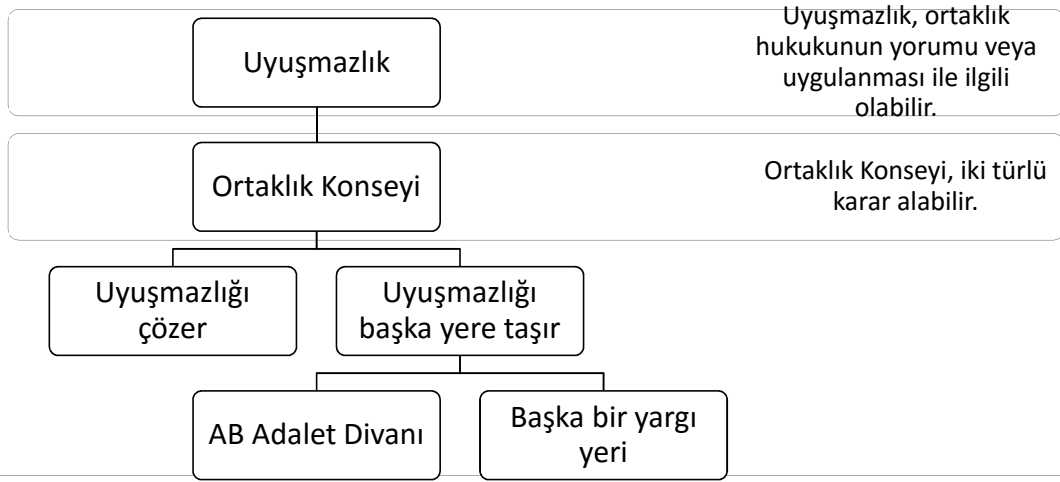 Uyuşmazlık
Uyuşmazlık, ortaklık
hukukunun yorumu veya
uygulanması ile ilgili
olabilir.
Ortaklık Konseyi
Ortaklık Konseyi, iki türlü
karar alabilir.
Uyuşmazlığı
çözer
Uyuşmazlığı
başka yere taşır
AB Adalet Divanı
Başka bir yargı
yeri